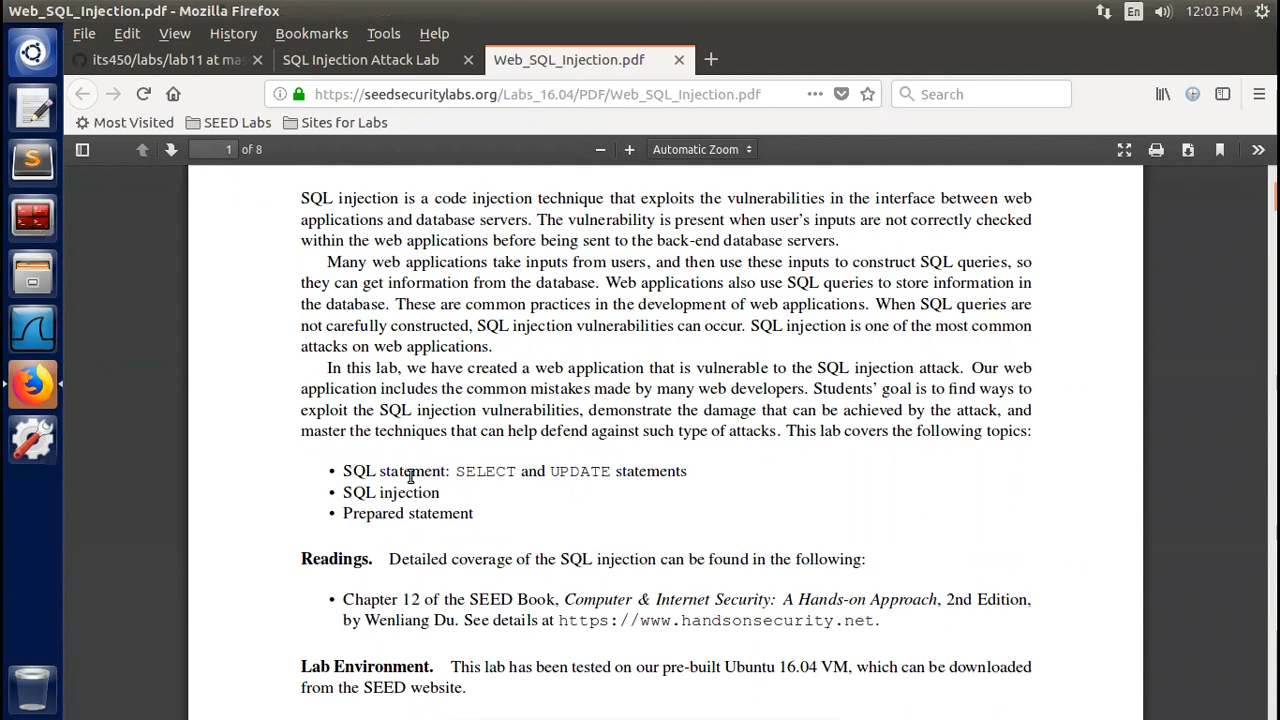 Web_SQL_Injection.pdf - Mozilla Firefox
En
12:03 PM
File Edit View History Bookmarks Tools Help
its450/labs/lab11 at mas
SQL Injection Attack Lab
Web_SQL_Injection.pdf
https://seedsecuritylabs.org/Labs_16.04/PDF/Web_SQL_Injection.pdf
Search
Most Visited SEED Labs Sites for Labs
1 of 8
Automatic Zoom
SQL injection is a code injection technique that exploits the vulnerabilities in the interface between web
applications and database servers. The vulnerability is present when user's inputs are not correctly checked
within the web applications before being sent to the back-end database servers.
Many web applications take inputs from users, and then use these inputs to construct SQL queries, so
they can get information from the database. Web applications also use SQL queries to store information in
the database. These are common practices in the development of web applications. When SQL queries are
not carefully constructed, SQL injection vulnerabilities can occur. SQL injection is one of the most common
attacks on web applications.
In this lab, we have created a web application that is vulnerable to the SQL injection attack. Our web
application includes the common mistakes made by many web developers. Students' goal is to find ways to
exploit the SQL injection vulnerabilities, demonstrate the damage that can be achieved by the attack, and
master the techniques that can help defend against such type of attacks. This lab covers the following topics:
• SQL statement: SELECT and UPDATE statements
• SQL injection
• Prepared statement
Readings. Detailed coverage of the SQL injection can be found in the following:
• Chapter 12 of the SEED Book, Computer & Internet Security: A Hands-on Approach, 2nd Edition,
by Wenliang Du. See details at https://www.handsonsecurity.net.
Lab Environment. This lab has been tested on our pre-built Ubuntu 16.04 VM, which can be downloaded
from the SEED website.